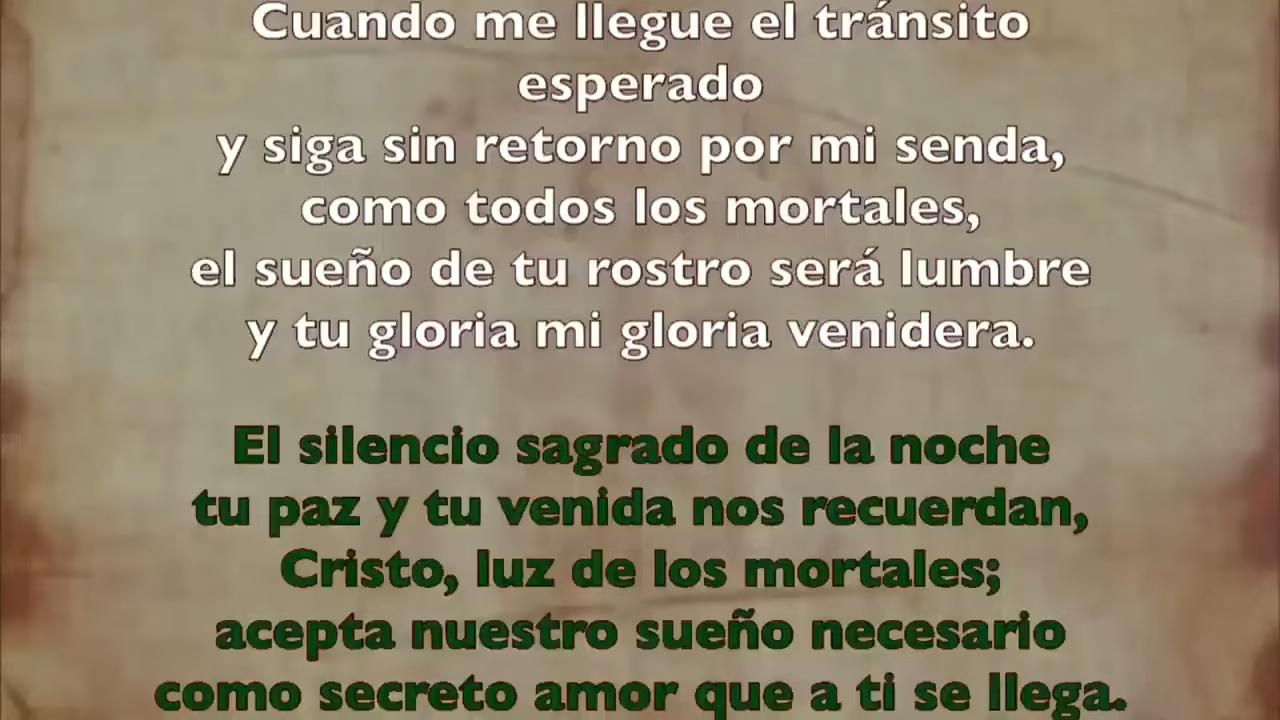 Cuando me llegue el tránsito
esperado
y siga sin retorno por mi senda,
como todos los mortales,
el sueño de tu rostro será lumbre
y tu gloria mi gloria venidera.
El silencio sagrado de la noche
tu paz y tu venida nos recuerdan,
Cristo, luz de los mortales;
acepta nuestro sueño necesario
como secreto amor que a ti se llega.